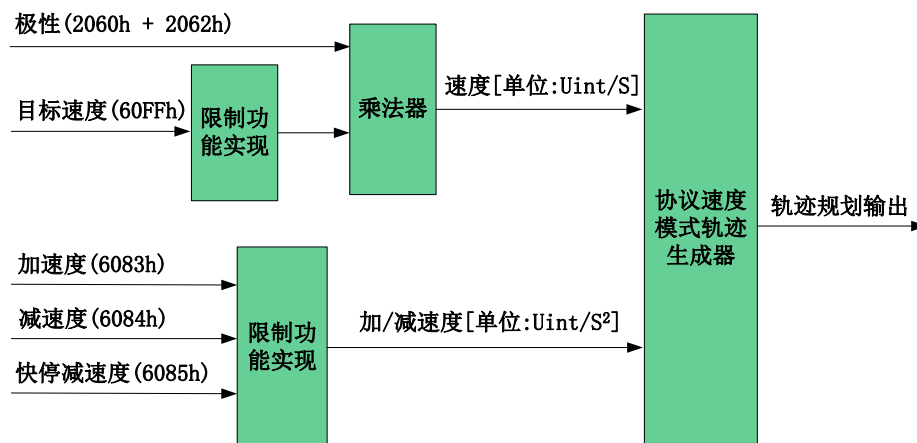 极性(2060h + 2062h)
目标速度(60FFh)
限制功
能实现
乘法器
速度[单位:Uint/S]
协议速度
模式轨迹
生成器
轨迹规划输出
加速度(6083h)
减速度(6084h)
快停减速度(6085h)
限制功
能实现
加/减速度[单位:Uint/S²]